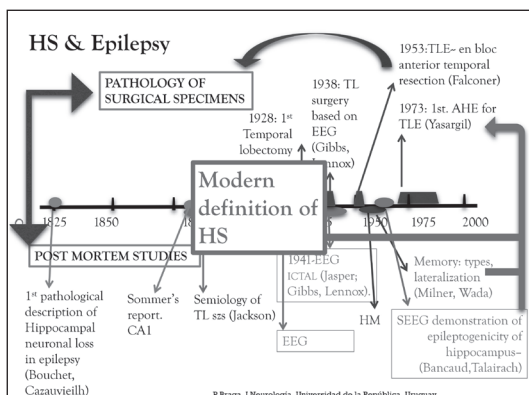 HS & Epilepsy
PATHOLOGY OF
SURGICAL SPECIMENS
1928: 1st
Temporal
lobectomy
1938: TL
surgery
based on
EEG
(Gibbs,
1953:TLE– en bloc
anterior temporal
resection (Falconer)
1973: 1st. AHE for
TLE (Yasargil)
Modern
definition of
HS
1825
1850
1950
1975
2000
POST MORTEM STUDIES
1st pathological
description of
Hippocampal
neuronal loss
in epilepsy
(Bouchet,
Cazauvieilh)
Sommer's
report.
CA1
Semiology of
TL szs (Jackson)
1941-EEG
ICTAL (Jasper;
Gibbs, Lennox).
EEG
HM
Memory: types,
lateralization
(Milner, Wada)
SEEG demonstration of
epileptogenicity of
hippocampus–
(Bancaud,Talairach)